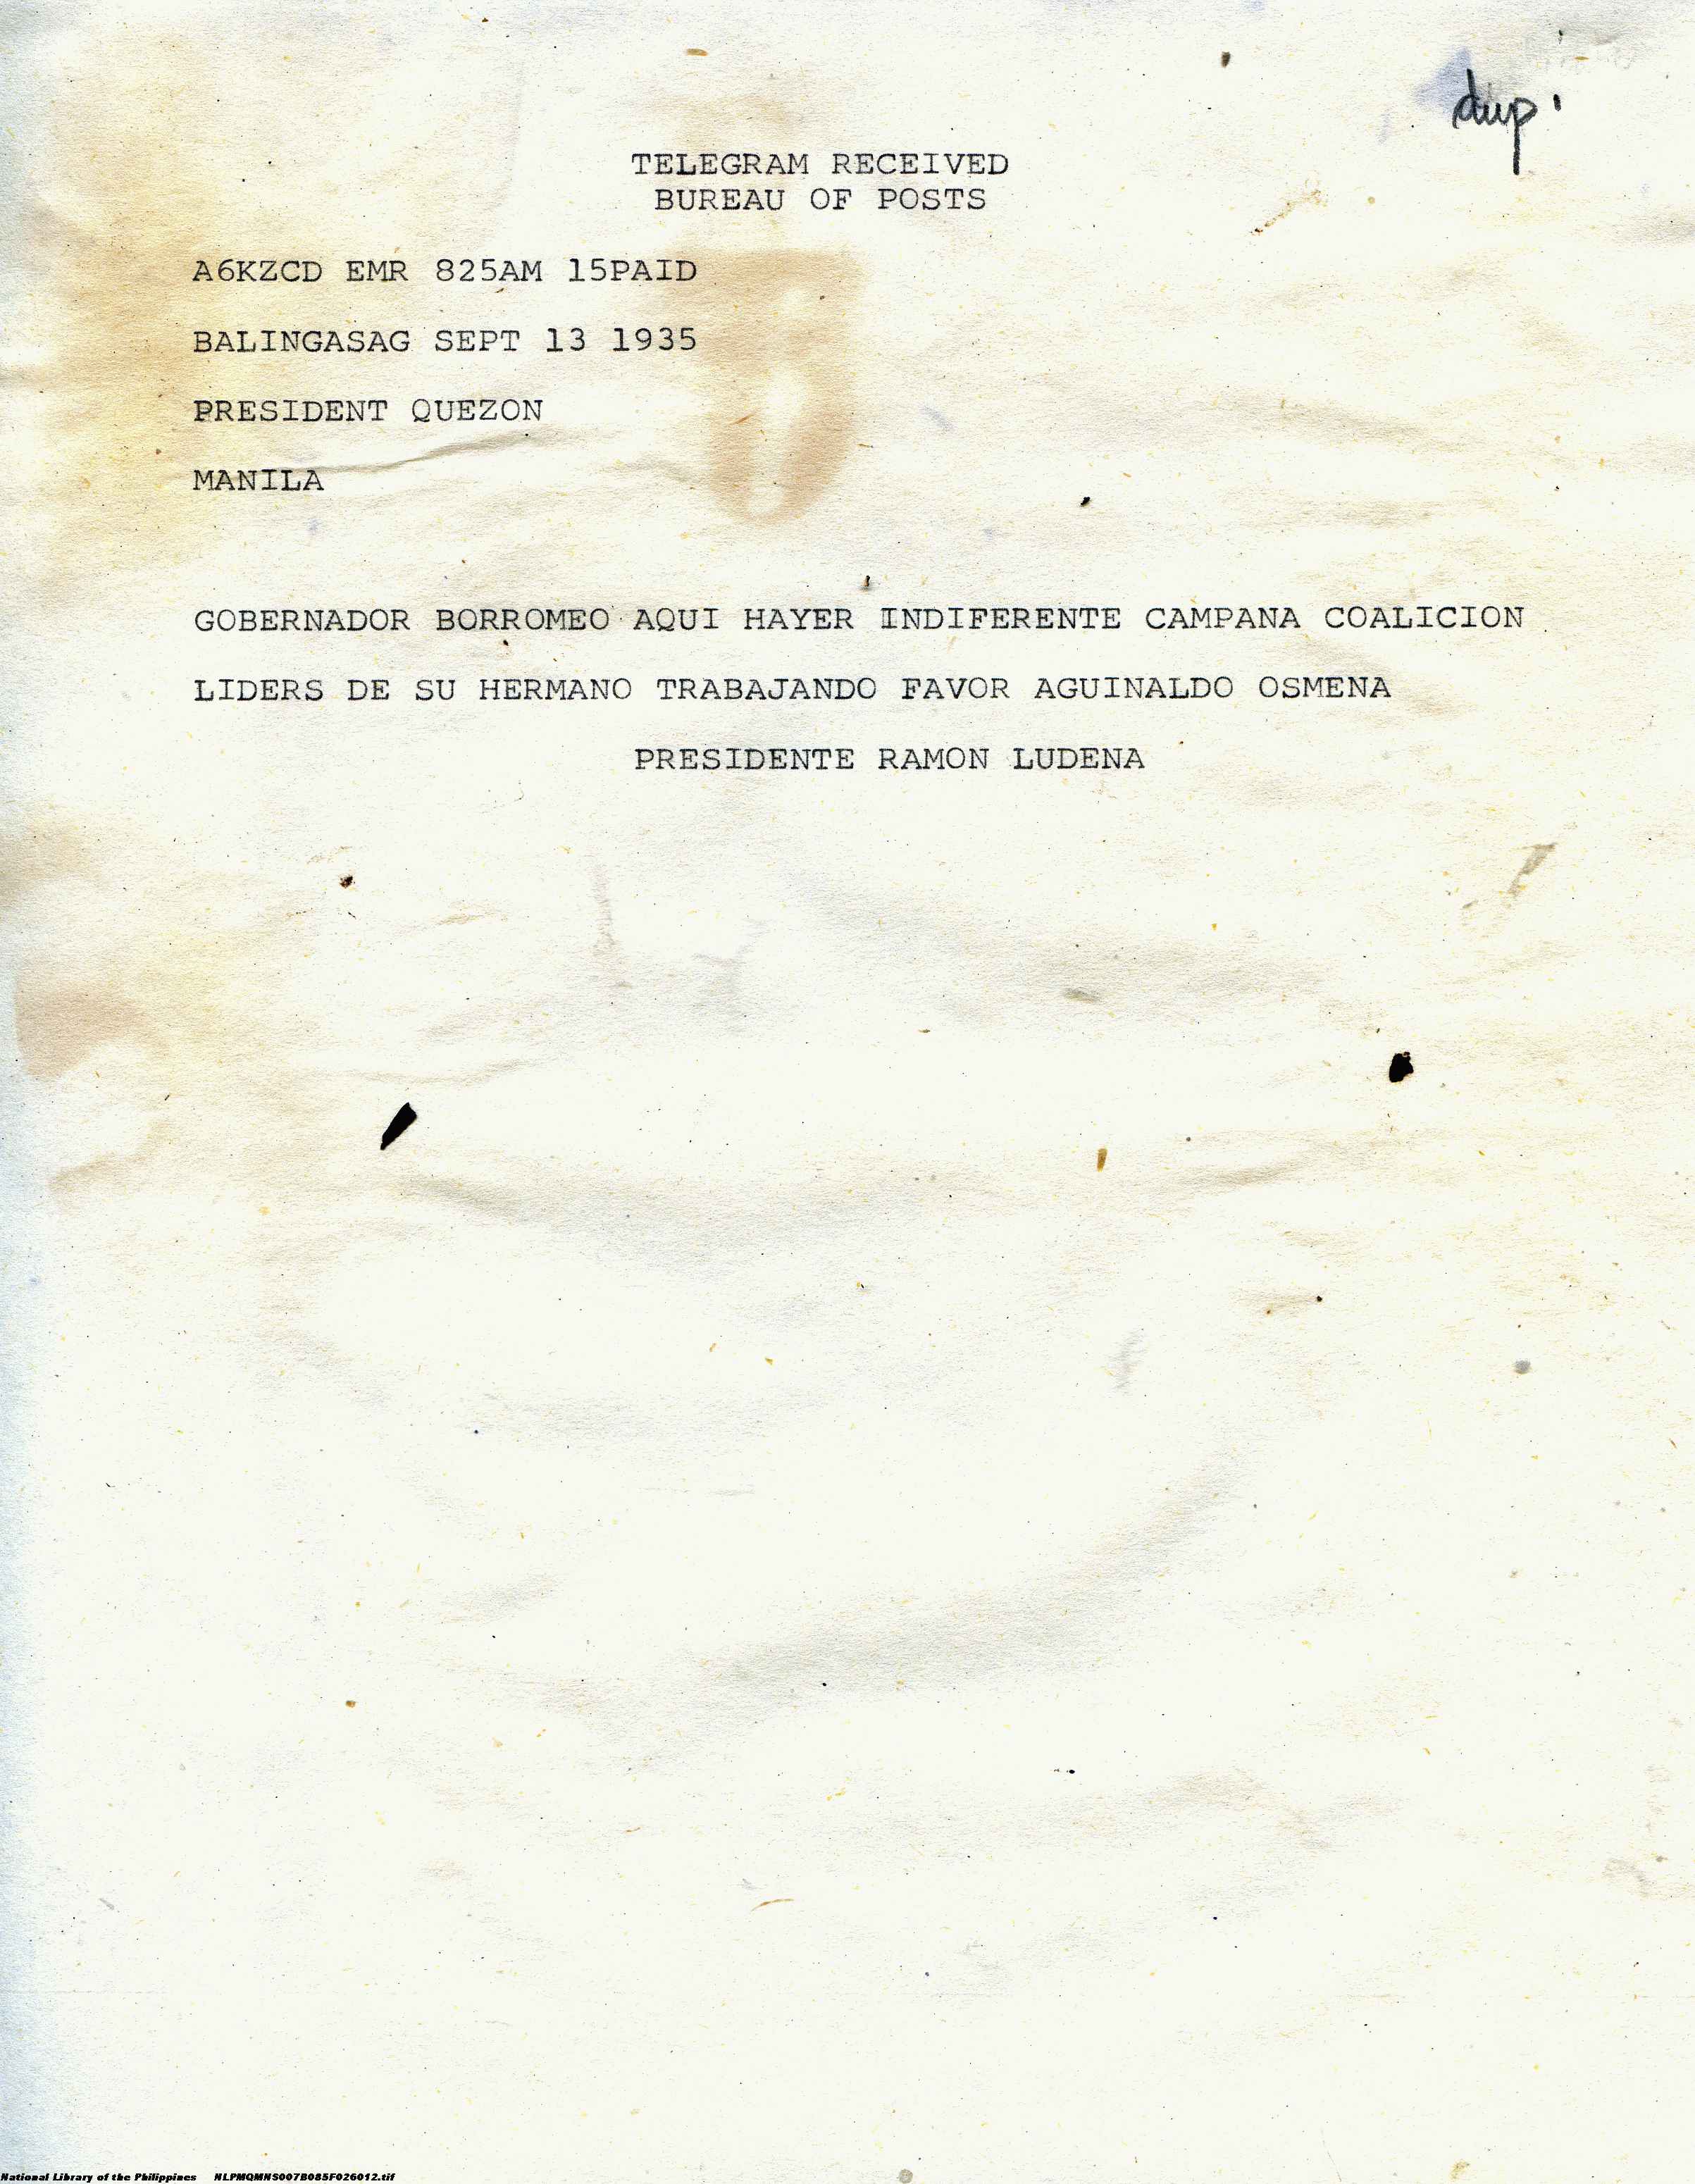 dup.
TELEGRAM RECEIVED
BUREAU OF POSTS
A6KZCD EMR 825AM 15PAID
BALINGASAG SEPT 13 1935
PRESIDENT QUEZON
MANILA
GOBERNADOR BORROMEO AQUI HAYER INDIFERENTE CAMPANA COALICION
LIDERS DE SU HERMANO TRABAJANDO FAVOR AGUINALDO OSMENA
PRESIDENTE RAMON LUDENA
National Library of the Philippines NLPMQMNS007B085F026012.tif